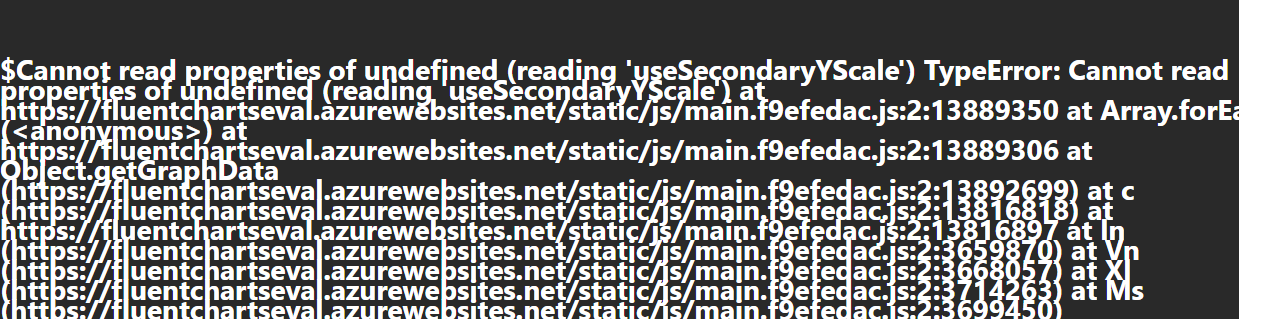 $Cannot read properties of undefined (reading 'useSecondaryYScale') TypeError: Cannot read
properties of undefined (reading 'useSecondaryYScale') at
https://fluentchartseval.azurewebsites.net/static/js/main.f9efedac.js:2:13889350 at Array.forEa
(<anonymous>) at
https://fluentchartseval.azurewebsites.net/static/js/main.f9efedac.js:2:13889306 at
Object.getGraphData
(https://fluentchartseval.azurewebsites.net/static/js/main.f9efedac.js:2:13892699) at c
(https://fluentchartseval.azurewebsites.net/static/js/main.f9efedac.js:2:13816818) at
https://fluentchartseval.azurewebsites.net/static/js/main.f9efedac.js:2:13816897 at In
(https://fluentchartseval.azurewebsites.net/static/js/main.f9efedac.js:2:3659870) at Vn
(https://fluentchartseval.azurewebsites.net/static/js/main.f9efedac.js:2:3668057) at Xl
(https://fluentchartseval.azurewebsites.net/static/js/main.f9efedac.js:2:3714263) at Ms
(https://fluentchartseval.azurewebsites.net/static/js/main.f9efedac.js:2:3699450)